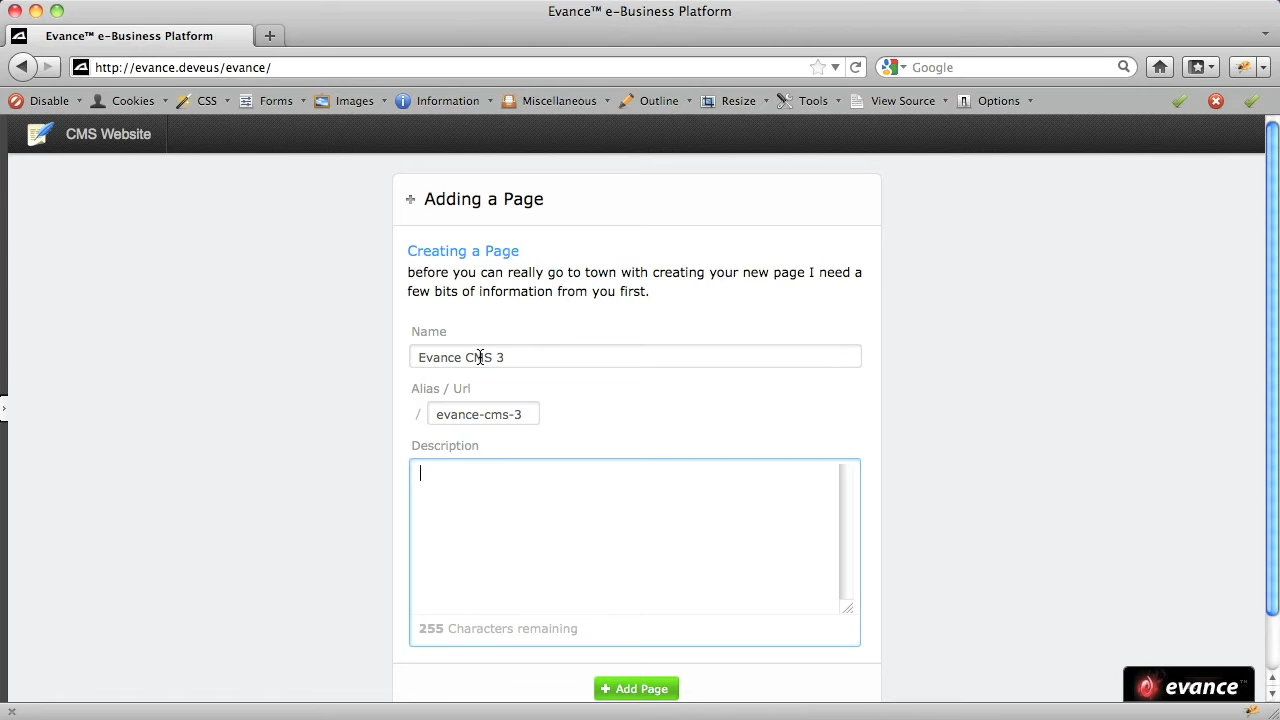 Evance™ e-Business Platform
Evance™ e-Business Platform
http://evance.deveus/evance/
Google
Disable
Cookies
CSS
Forms
Images
Information
Miscellaneous
Outline
Resize
Tools
View Source
Options
CMS Website
Adding a Page
Creating a Page
before you can really go to town with creating your new page I need a
few bits of information from you first.
Name
Evance CMS 3
Alias / Url
/ evance-cms-3
Description
255 Characters remaining
Add Page
evance™